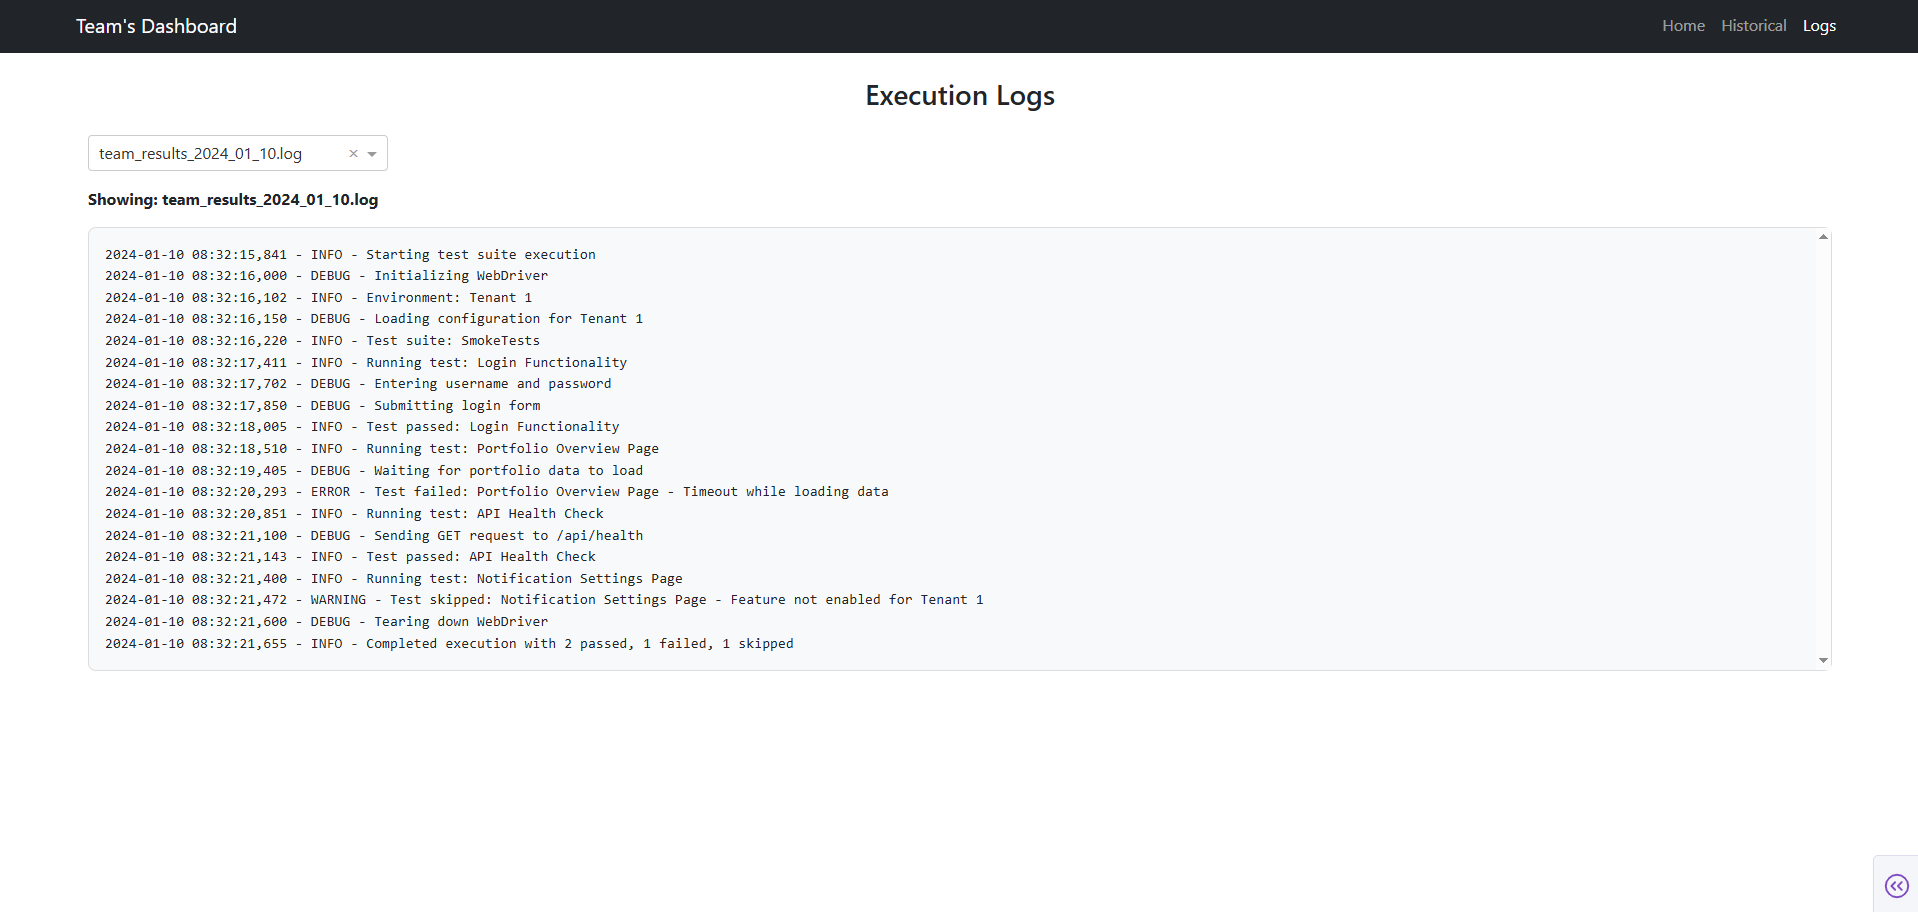 Team's Dashboard
Home Historical Logs
Execution Logs
team_results_2024_01_10.log ×
Showing: team_results_2024_01_10.log
2024-01-10 08:32:15,841 - INFO - Starting test suite execution
2024-01-10 08:32:16,000 - DEBUG - Initializing WebDriver
2024-01-10 08:32:16,102 - INFO - Environment: Tenant 1
2024-01-10 08:32:16,150 - DEBUG - Loading configuration for Tenant 1
2024-01-10 08:32:16,220 - INFO - Test suite: SmokeTests
2024-01-10 08:32:17,411 - INFO - Running test: Login Functionality
2024-01-10 08:32:17,702 - DEBUG - Entering username and password
2024-01-10 08:32:17,850 - DEBUG - Submitting login form
2024-01-10 08:32:18,005 - INFO - Test passed: Login Functionality
2024-01-10 08:32:18,510 - INFO - Running test: Portfolio Overview Page
2024-01-10 08:32:19,405 - DEBUG - Waiting for portfolio data to load
2024-01-10 08:32:20,293 - ERROR - Test failed: Portfolio Overview Page - Timeout while loading data
2024-01-10 08:32:20,851 - INFO - Running test: API Health Check
2024-01-10 08:32:21,100 - DEBUG - Sending GET request to /api/health
2024-01-10 08:32:21,143 - INFO - Test passed: API Health Check
2024-01-10 08:32:21,400 - INFO - Running test: Notification Settings Page
2024-01-10 08:32:21,472 - WARNING - Test skipped: Notification Settings Page - Feature not enabled for Tenant 1
2024-01-10 08:32:21,600 - DEBUG - Tearing down WebDriver
2024-01-10 08:32:21,655 - INFO - Completed execution with 2 passed, 1 failed, 1 skipped